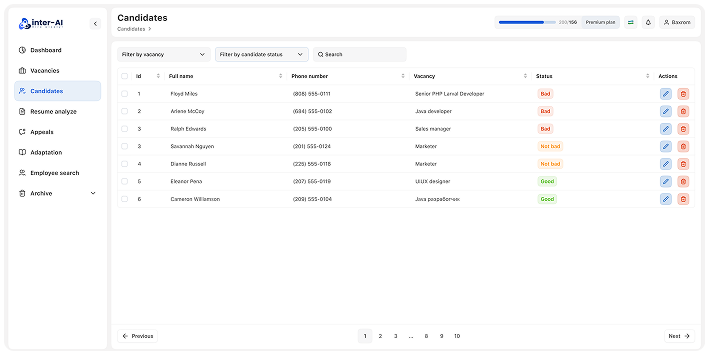 inter-AI
Candidates
Candidates
/156
Premium plan
Baxrom
Dashboard
Vacancies
Candidates
Resume analyze
Appeals
Adaptation
Employee search
Archive
Filter by vacancy
Filter by candidate status
Search
Id Full name Phone number Vacancy Status Actions
1 Floyd Miles (808) 555-0111 Senior PHP Larval Developer Bad
2 Arlene McCoy (684) 555-0102 Java developer Bad
3 Ralph Edwards (205) 555-0100 Sales manager Bad
3 Savannah Nguyen (201) 555-0124 Marketer Not bad
4 Dianne Russell (225) 555-0118 Marketer Not bad
5 Eleanor Pena (207) 555-0119 UI/UX designer Good
6 Cameron Williamson (209) 555-0104 Java разработчик Good
Previous
1 2 3 ... 8 9 10
Next